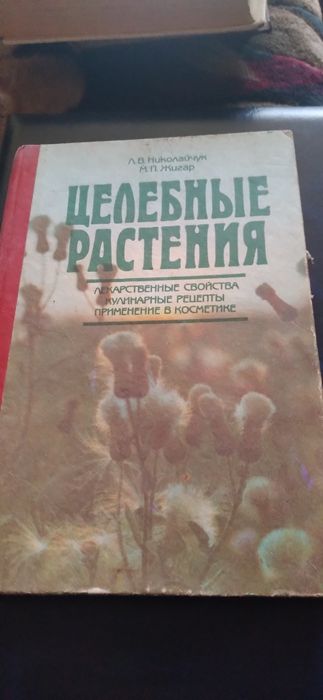 Л.В. Николайчук
М.П. Жигар
ЦЕЛЕБНЫЕ
РАСТЕНИЯ
ЛЕКАРСТВЕННЫЕ СВОЙСТВА
КУЛИНАРНЫЕ РЕЦЕПТЫ
ПРИМЕНЕНИЕ В КОСМЕТИКЕ